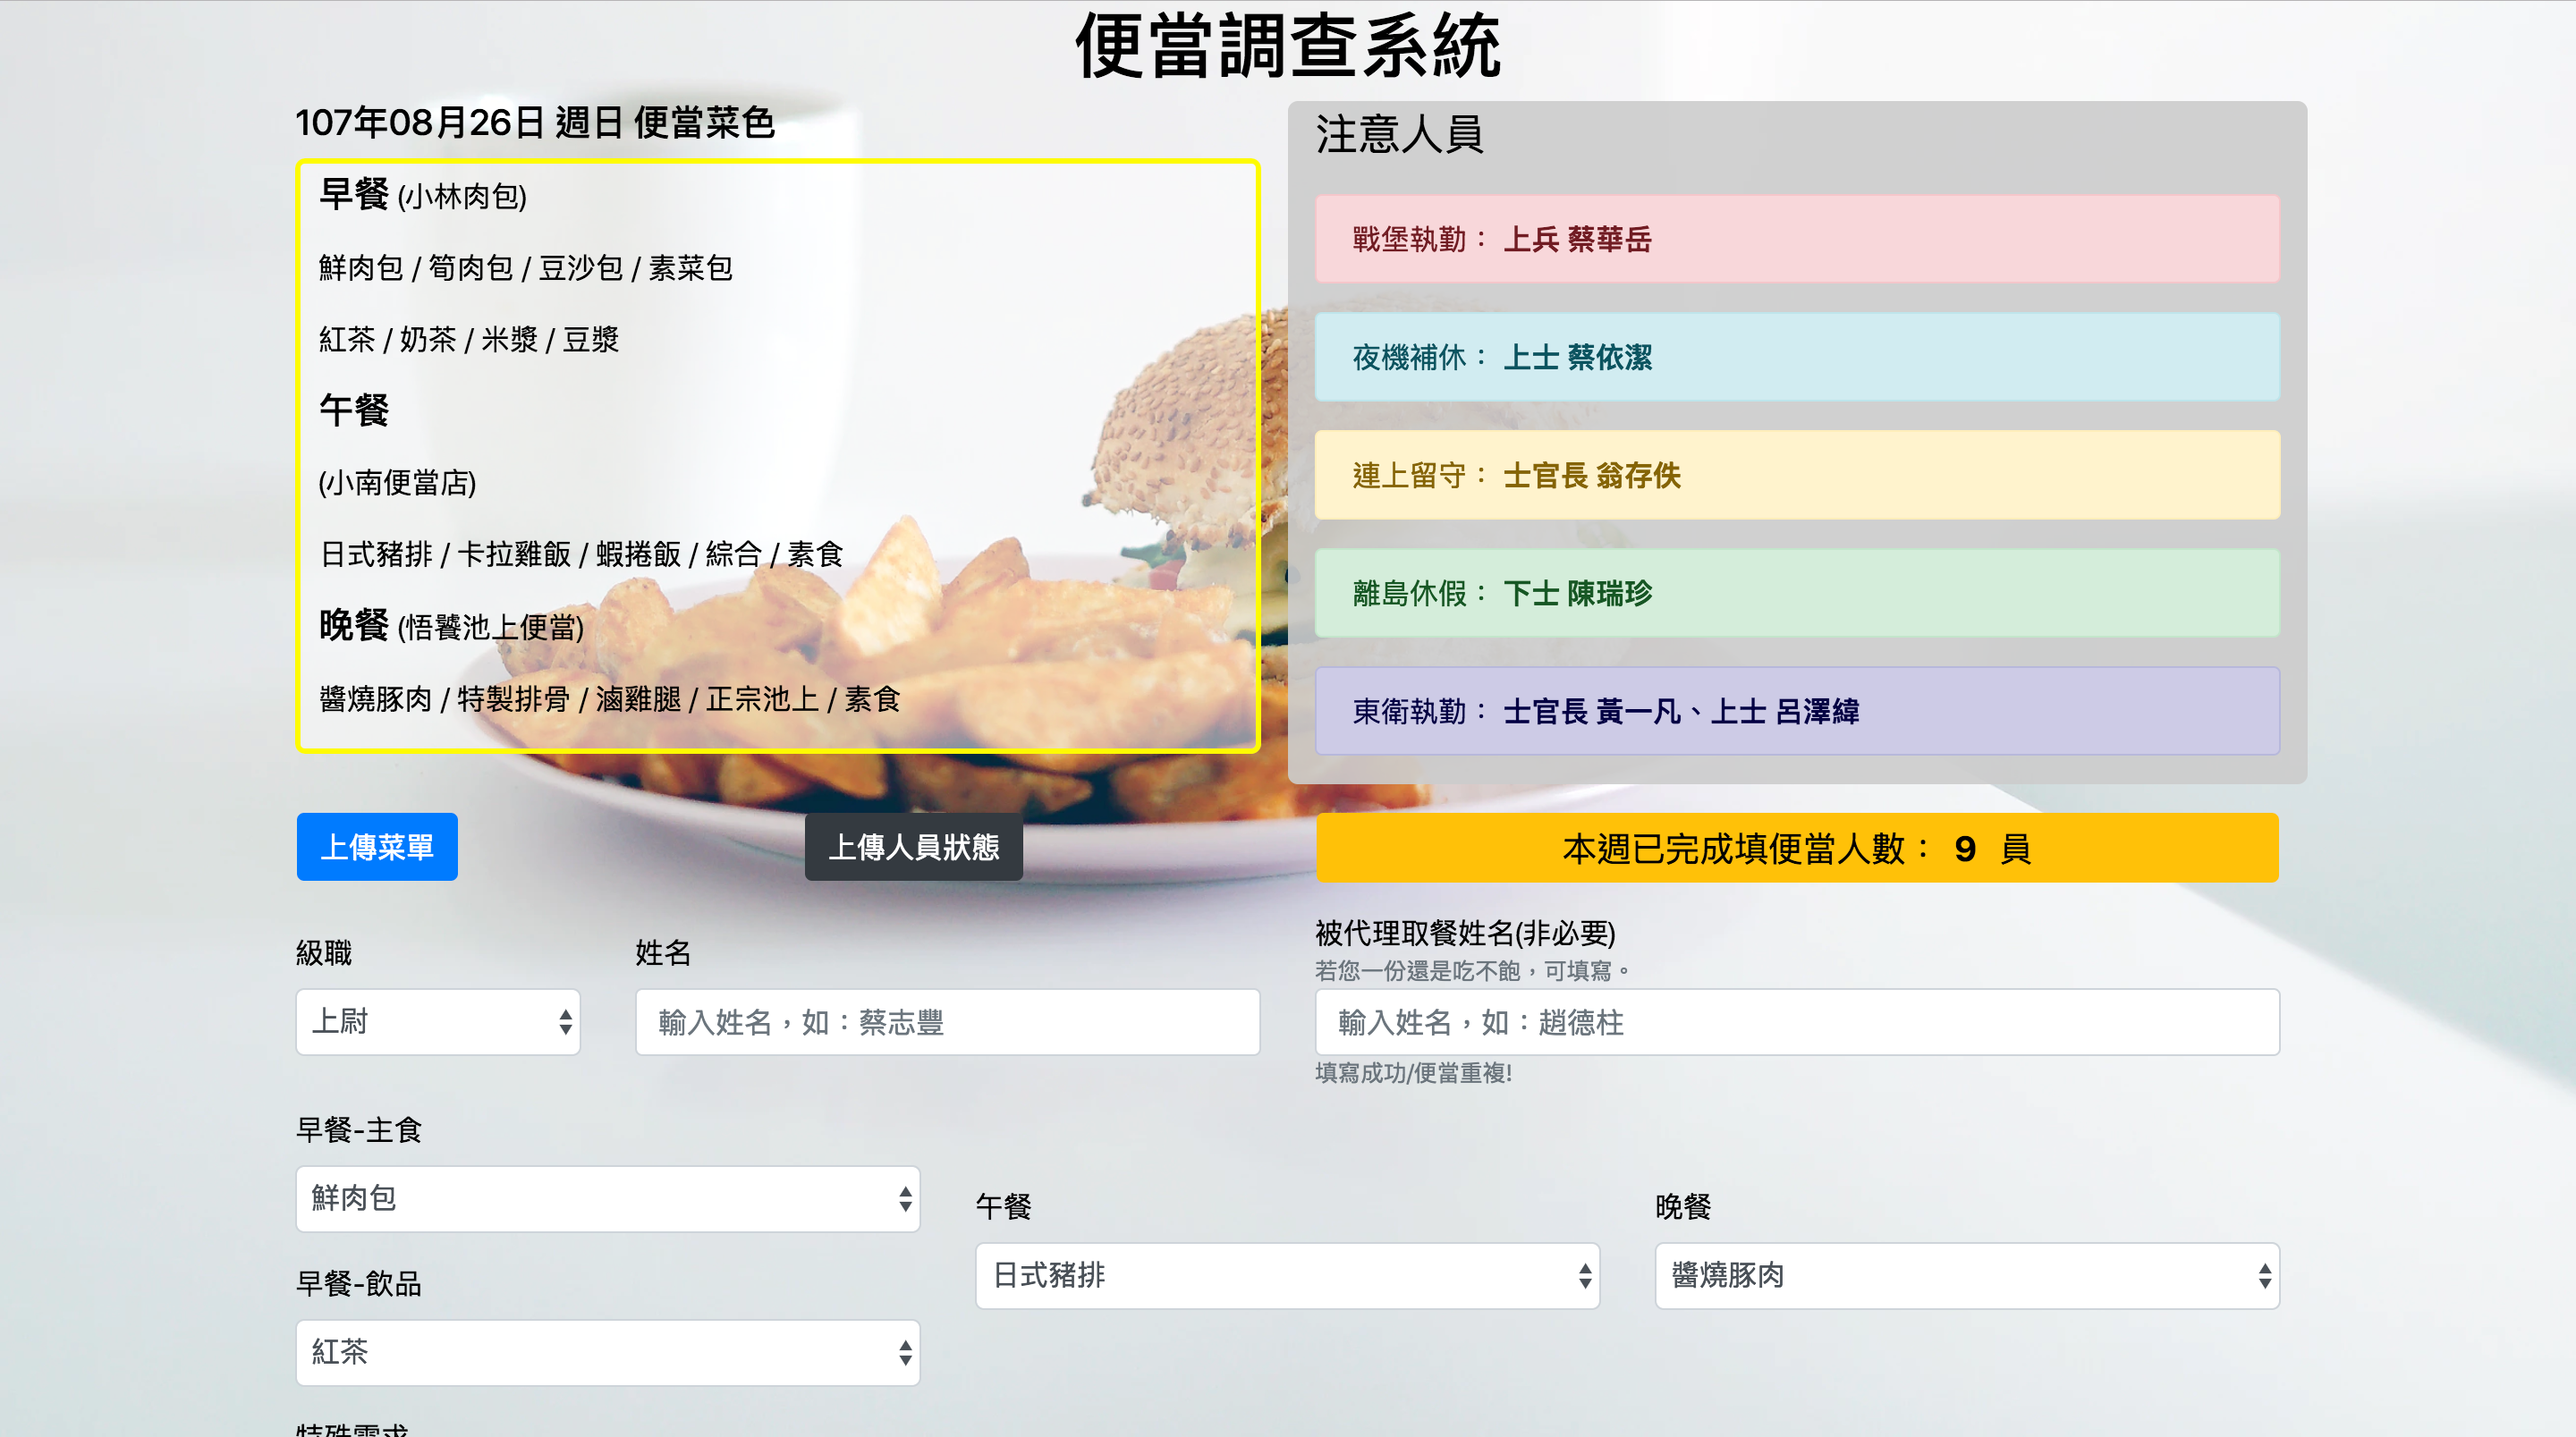 便當調查系統
107年08月26日 週日 便當菜色
早餐 (小林肉包)
鮮肉包 / 筍肉包 / 豆沙包 / 素菜包
紅茶 / 奶茶 / 米漿 / 豆漿
午餐
(小南便當店)
日式豬排 / 卡拉雞飯 / 蝦捲飯 / 綜合 / 素食
晚餐 (悟饕池上便當)
醬燒豚肉 / 特製排骨 / 滷雞腿 / 正宗池上 / 素食
注意人員
戰堡執勤： 上兵 蔡華岳
夜機補休： 上士 蔡依潔
連上留守： 士官長 翁存佚
離島休假： 下士 陳瑞珍
東衛執勤： 士官長 黃一凡、上士 呂澤緯
上傳菜單
上傳人員狀態
本週已完成填便當人數： 9 員
級職
上尉
姓名
輸入姓名，如：蔡志豐
被代理取餐姓名(非必要)
若您一份還是吃不飽，可填寫。
輸入姓名，如：趙德柱
填寫成功/便當重複!
早餐-主食
鮮肉包
早餐-飲品
紅茶
午餐
日式豬排
晚餐
醬燒豚肉
特殊需求